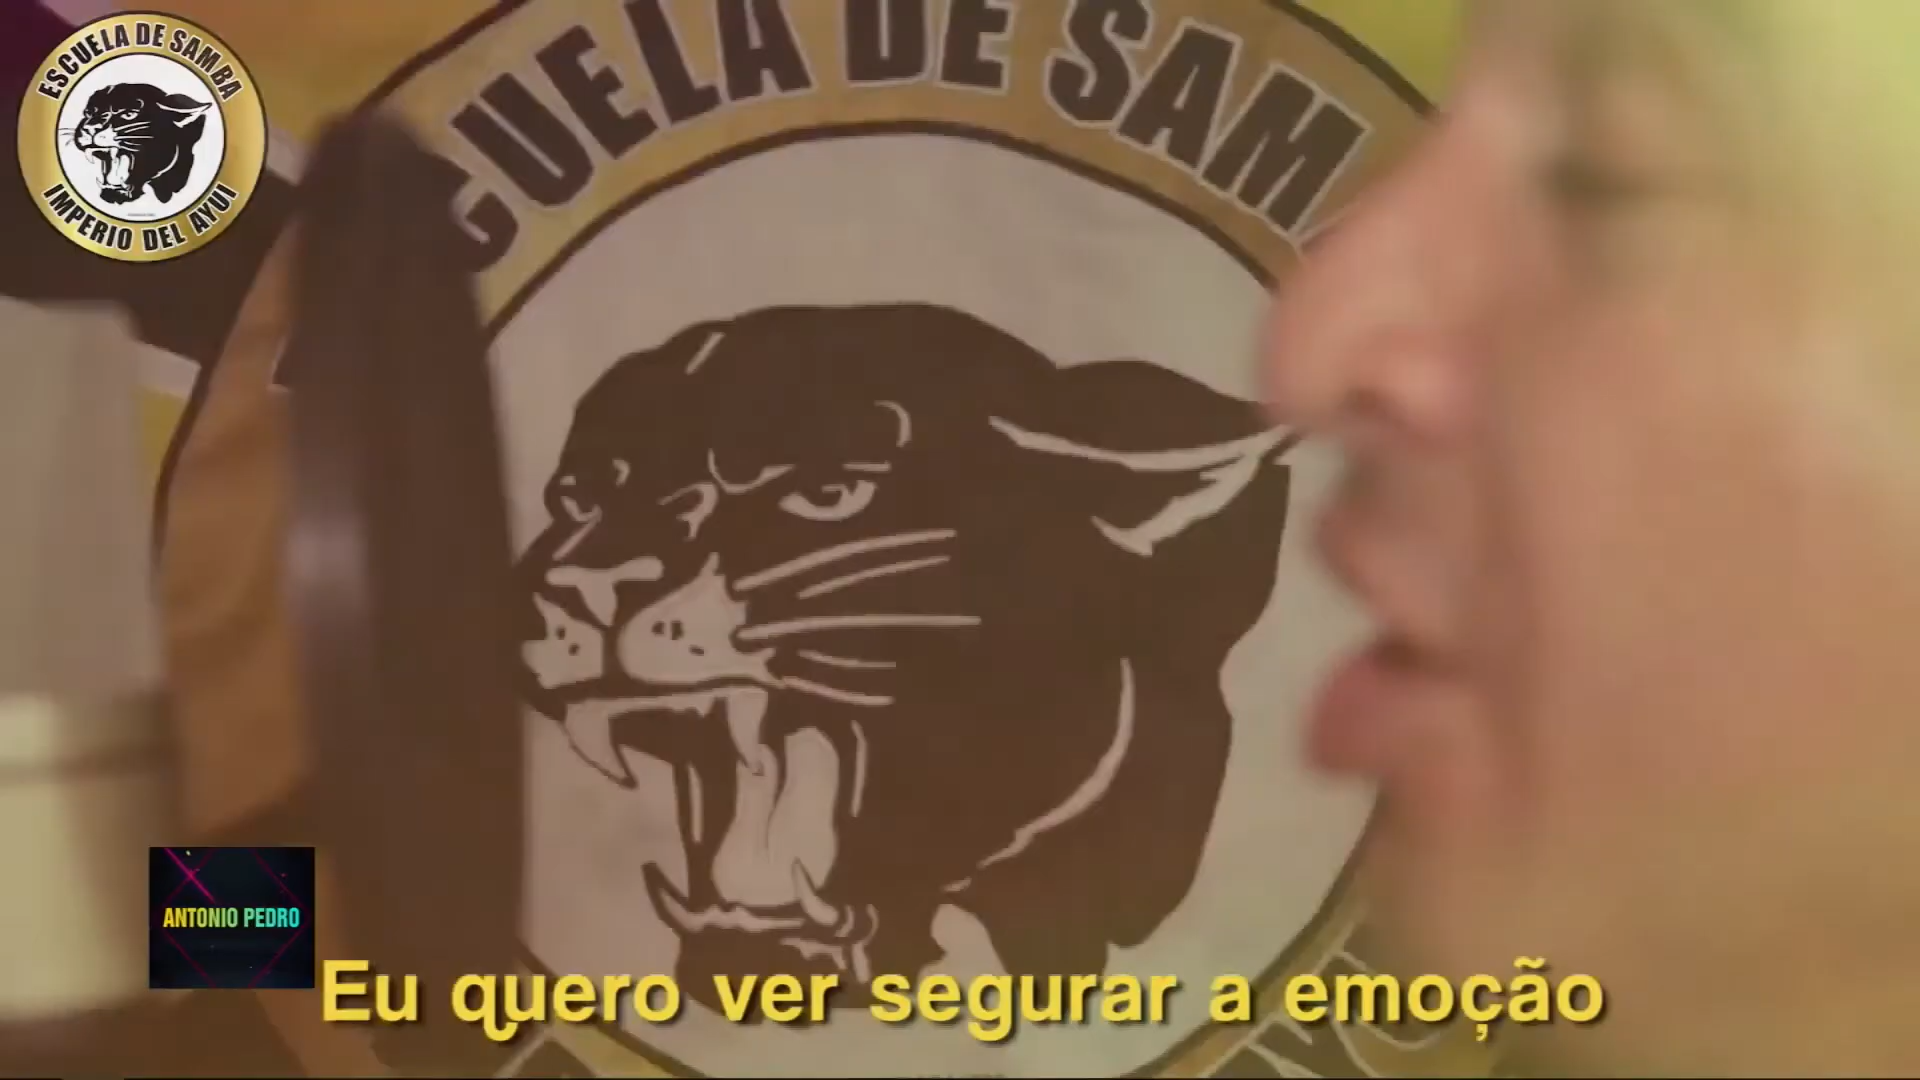 ESCUELA DE SAMBA
IMPERIO DEL AYUI
CUELA DE SAM
ANTONIO PEDRO
Eu quero ver segurar a emoção